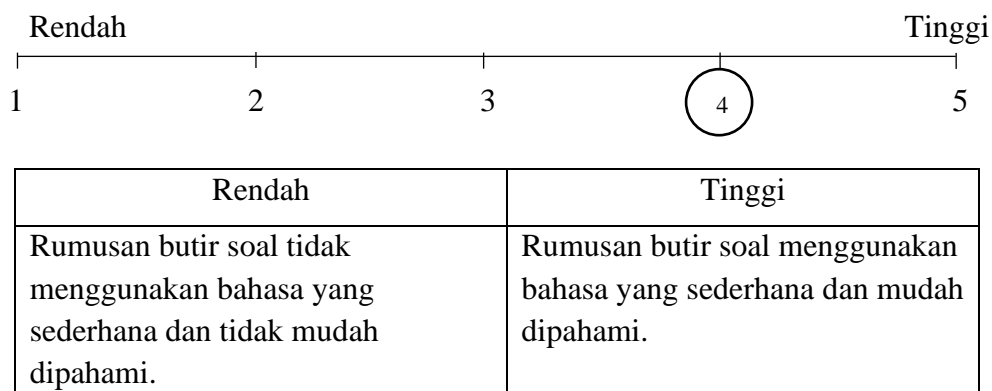 Rendah Tinggi
1 2 3 4 5
Rendah Tinggi
Rumusan butir soal tidak
menggunakan bahasa yang
sederhana dan tidak mudah
dipahami.
Rumusan butir soal menggunakan
bahasa yang sederhana dan mudah
dipahami.